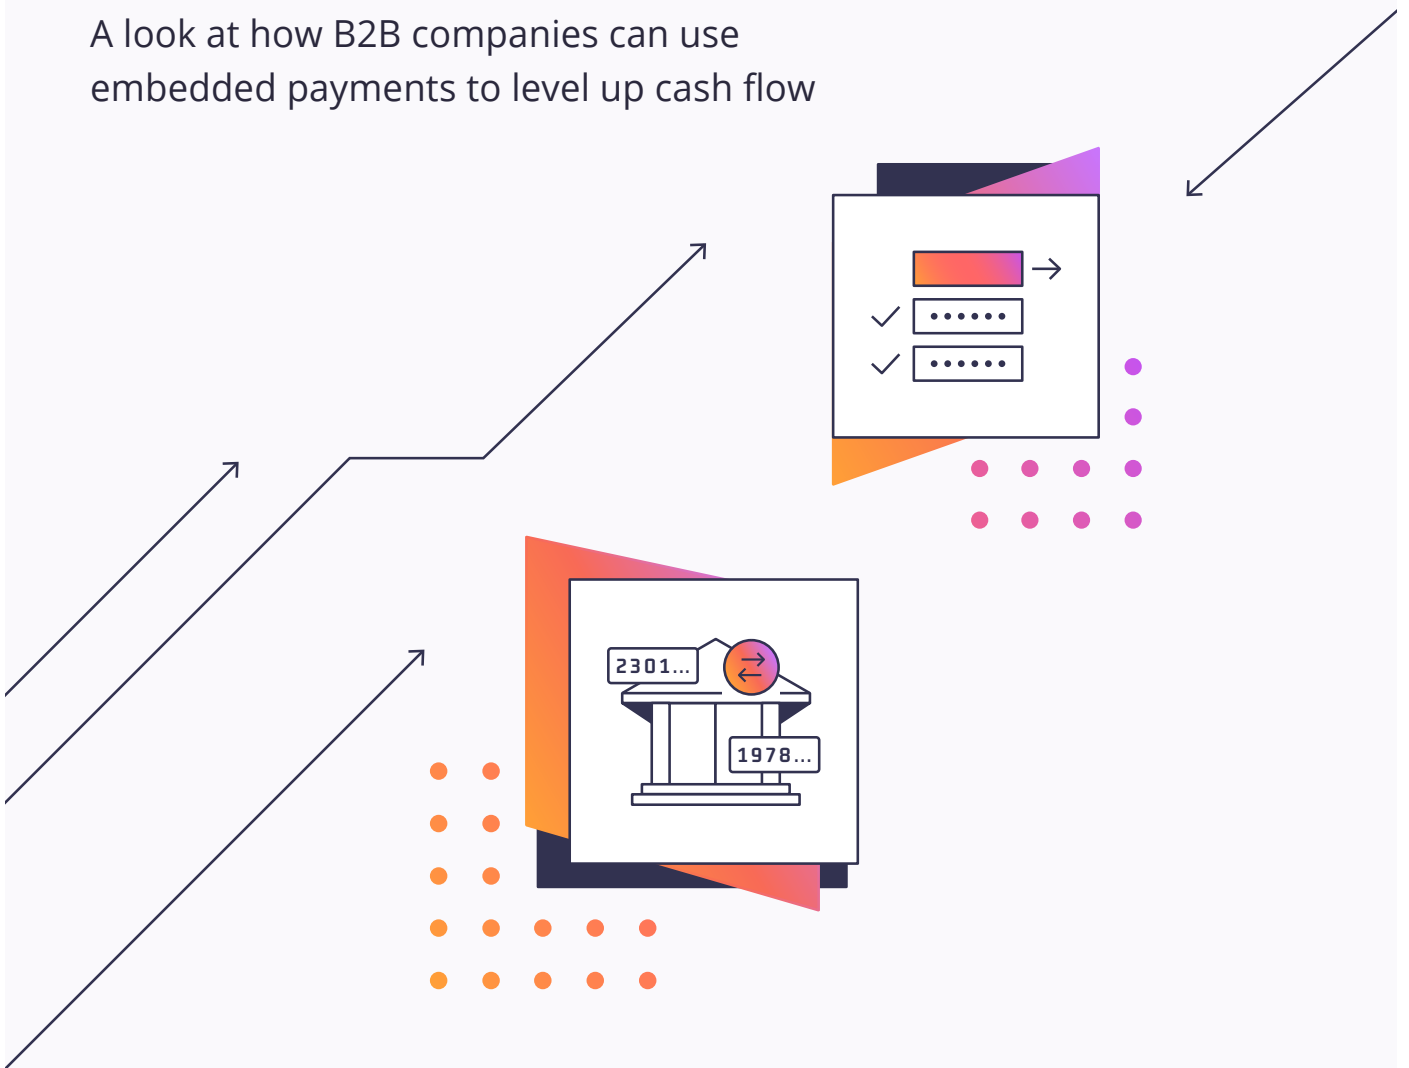 A look at how B2B companies can use
embedded payments to level up cash flow
2301...
1978...